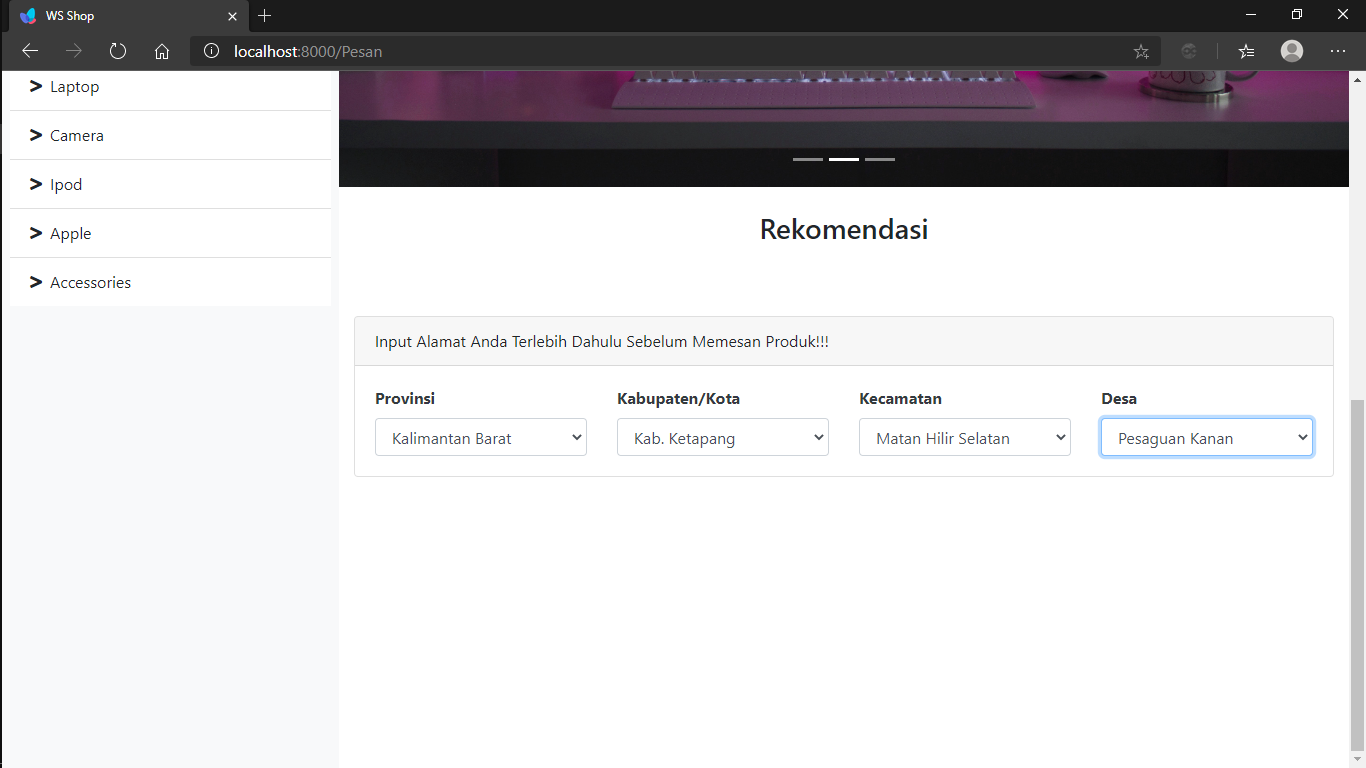 WS Shop
localhost:8000/Pesan
> Laptop
> Camera
> Ipod
> Apple
> Accessories
Rekomendasi
Input Alamat Anda Terlebih Dahulu Sebelum Memesan Produk!!!
Provinsi Kabupaten/Kota Kecamatan Desa
Kalimantan Barat Kab. Ketapang Matan Hilir Selatan Pesaguan Kanan